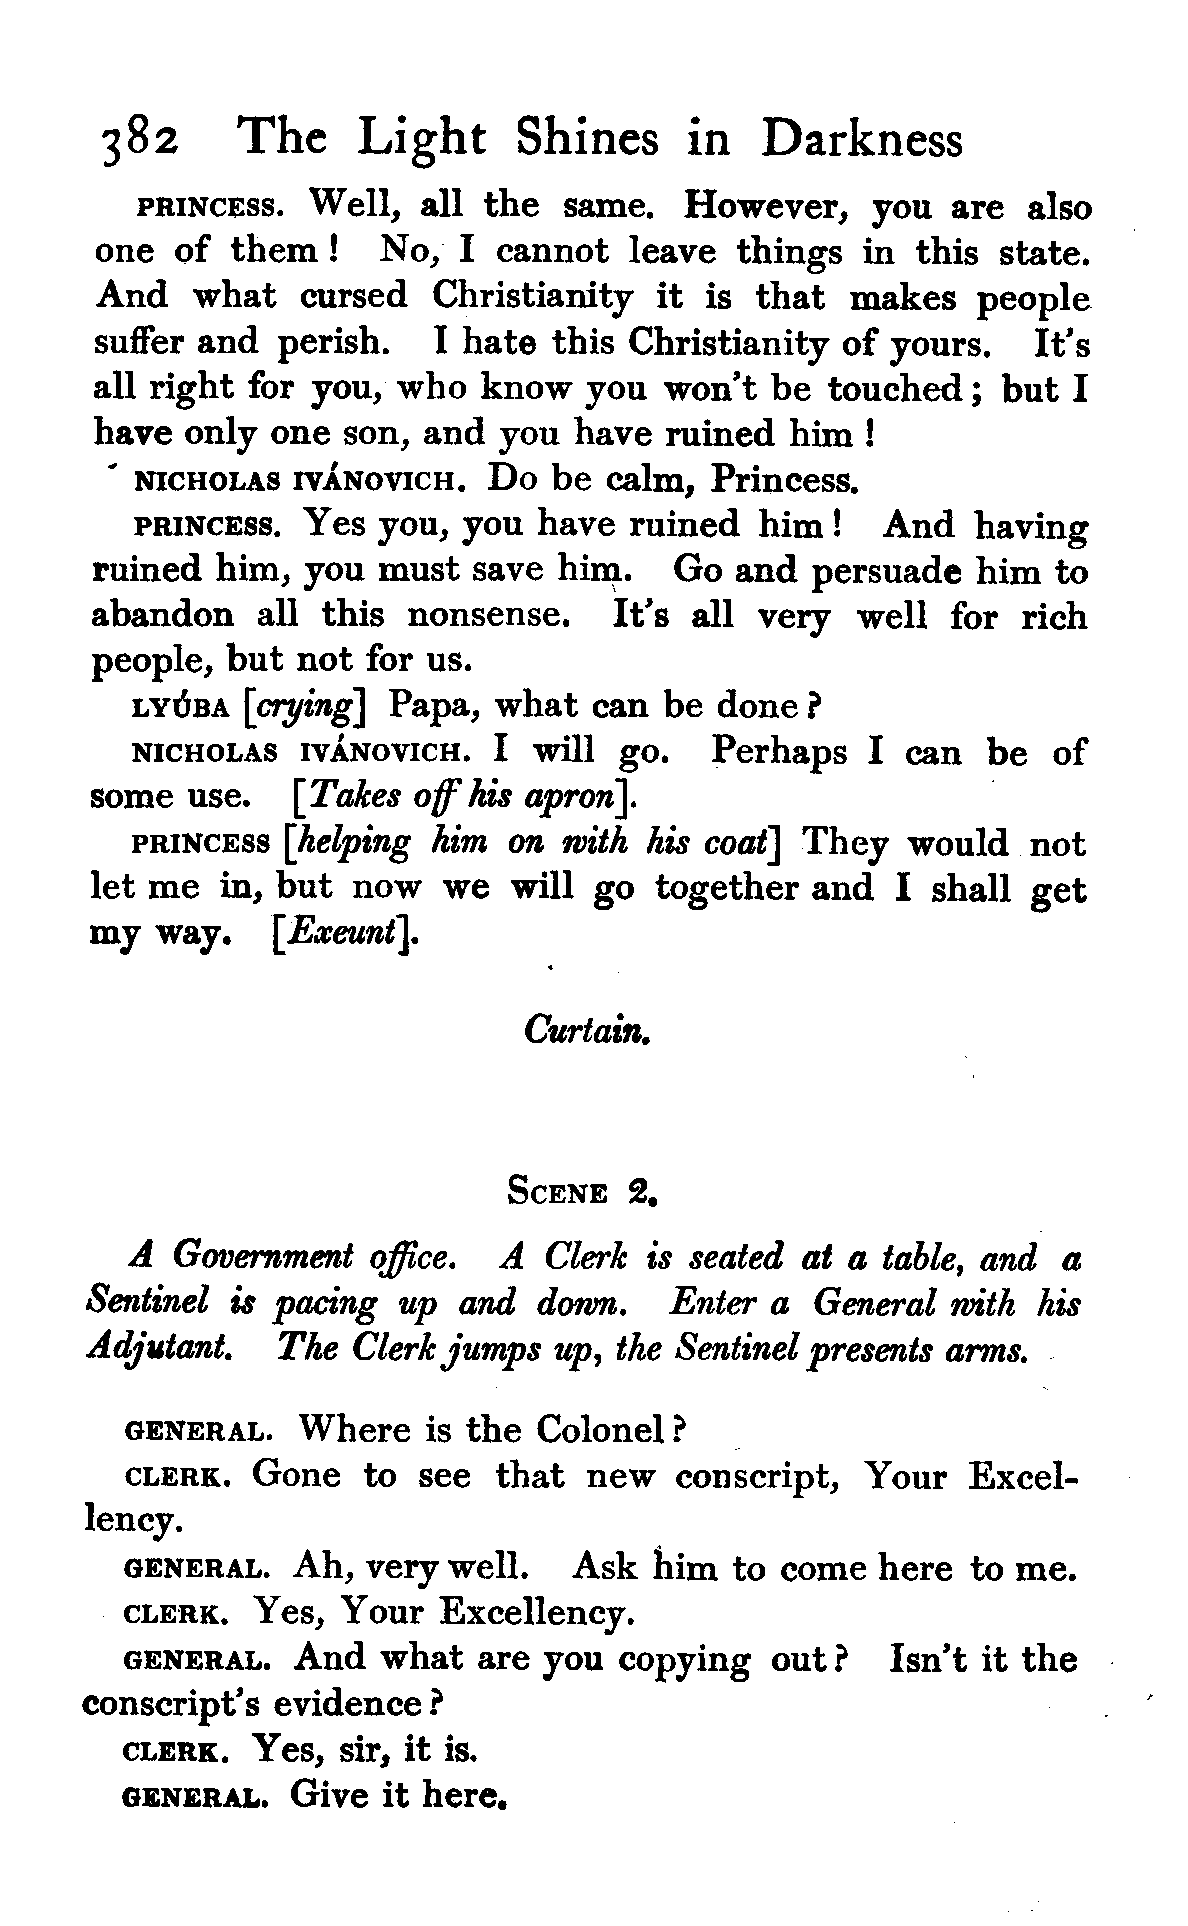 382 The Light Shines in Darkness
PRINCESS. Well, all the same. However, you are also
one of them! No, I cannot leave things in this state.
And what cursed Christianity it is that makes people
suffer and perish. I hate this Christianity of yours. It's
all right for you, who know you won't be touched; but I
have only one son, and you have ruined him!
NICHOLAS IVÁNOVICH. Do be calm, Princess.
PRINCESS. Yes you, you have ruined him! And having
ruined him, you must save him. Go and persuade him to
abandon all this nonsense. It's all very well for rich
people, but not for us.
LYÚBA [crying] Papa, what can be done?
NICHOLAS IVÁNOVICH. I will go. Perhaps I can be of
some use. [Takes off his apron].
PRINCESS [helping him on with his coat] They would not
let me in, but now we will go together and I shall get
my way. [Exeunt].
Curtain.
SCENE 2.
A Government office. A Clerk is seated at a table, and a
Sentinel is pacing up and down. Enter a General with his
Adjutant. The Clerk jumps up, the Sentinel presents arms.
GENERAL. Where is the Colonel?
CLERK. Gone to see that new conscript, Your Excel-
lency.
GENERAL. Ah, very well. Ask him to come here to me.
CLERK. Yes, Your Excellency.
GENERAL. And what are you copying out? Isn't it the
conscript's evidence?
CLERK. Yes, sir, it is.
GENERAL. Give it here.